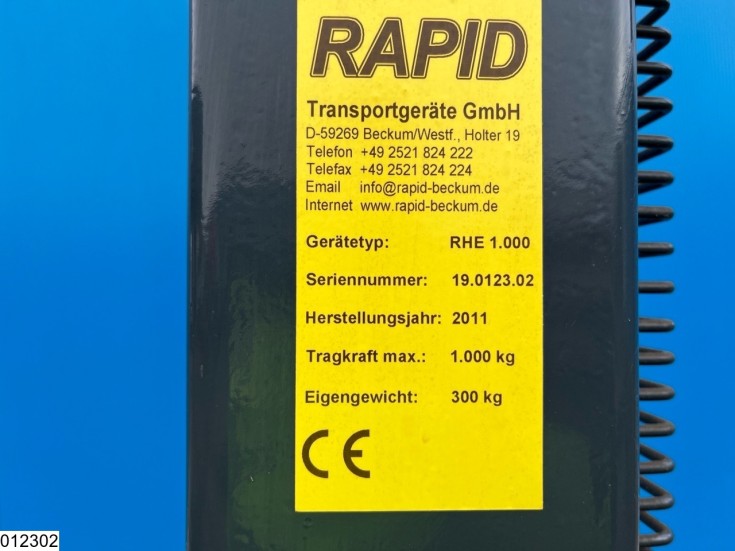 RAPID
Transportgeräte GmbH
D-59269 Beckum/Westf., Holter 19
Telefon +49 2521 824 222
Telefax +49 2521 824 224
Email info@rapid-beckum.de
Internet www.rapid-beckum.de
Gerätetyp: RHE 1.000
Seriennummer: 19.0123.02
Herstellungsjahr: 2011
Tragkraft max.: 1.000 kg
Eigengewicht: 300 kg
CE
012302